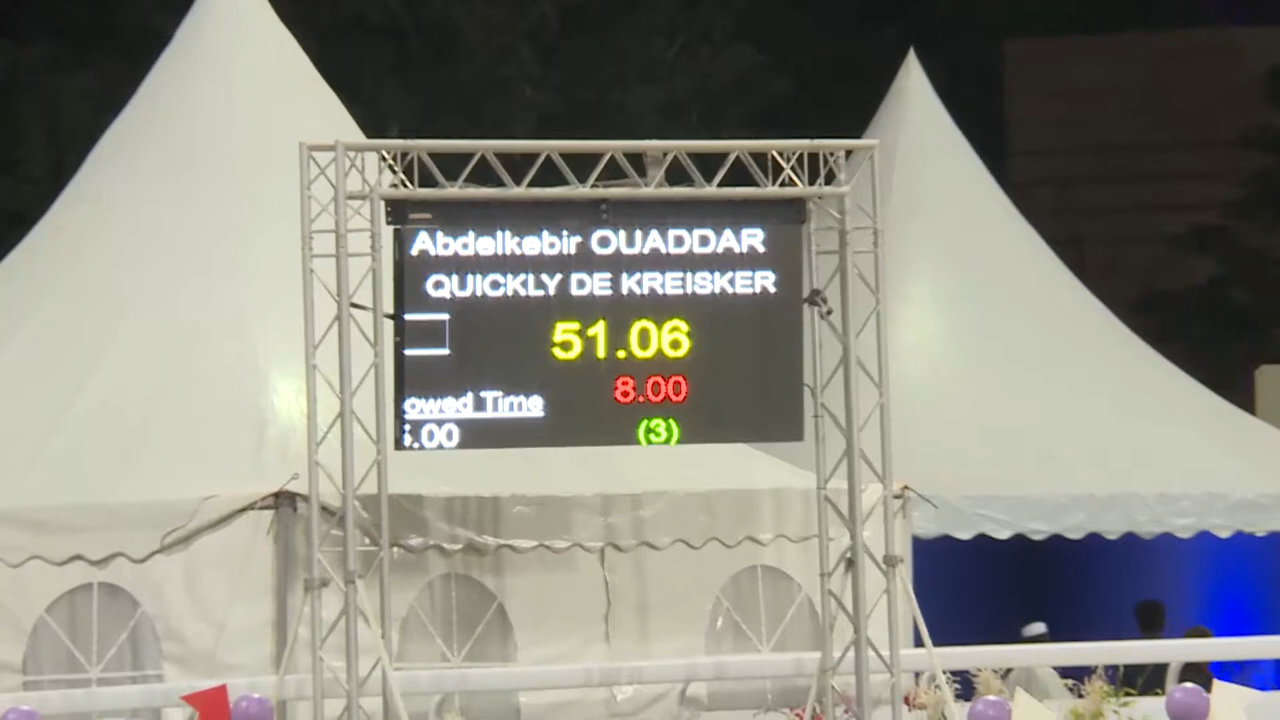 Abdelkebir OUADDAR
QUICKLY DE KREISKER
51.06
8.00
owed Time
.00
(3)